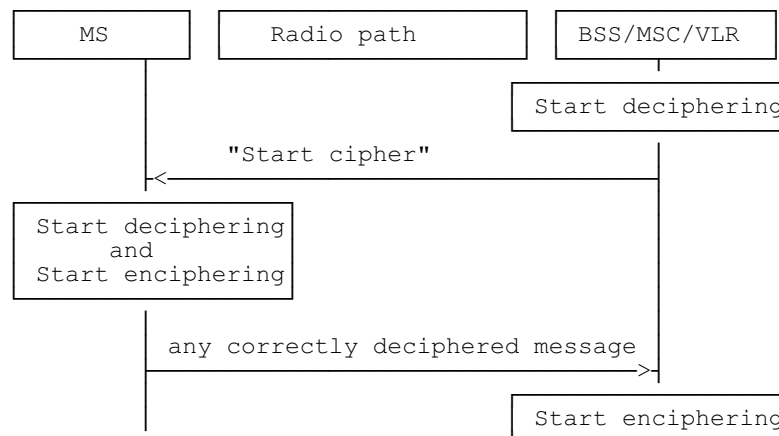 MS Radio path BSS/MSC/VLR
Start deciphering
"Start cipher"
Start deciphering
and
Start enciphering
any correctly deciphered message
Start enciphering